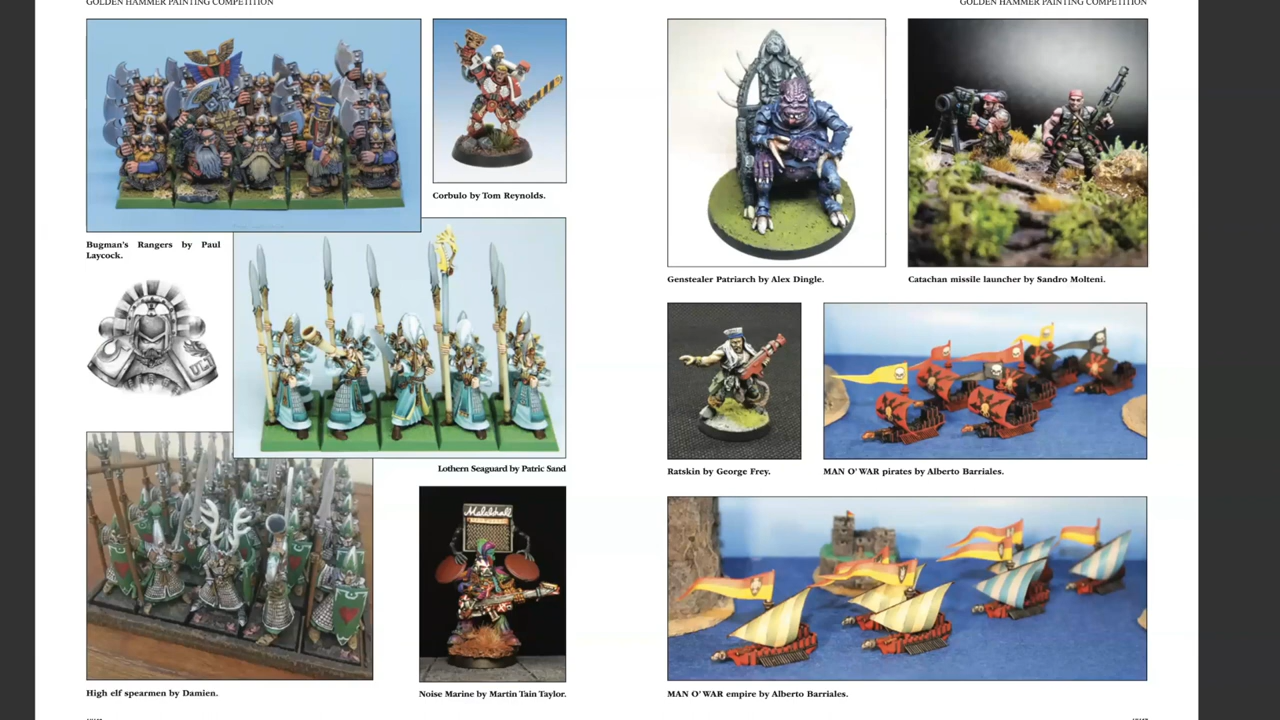 GOLDEN HAMMER PAINTING COMPETITION
Bugman's Rangers by Paul
Laycock.
Corbulo by Tom Reynolds.
Lothern Seaguard by Patric Sand
High elf spearmen by Damien.
Noise Marine by Martin Tain Taylor.
GOLDEN HAMMER PAINTING COMPETITION
Genstealer Patriarch by Alex Dingle.
Catachan missile launcher by Sandro Molteni.
Ratskin by George Frey.
MAN O' WAR pirates by Alberto Barriales.
MAN O' WAR empire by Alberto Barriales.